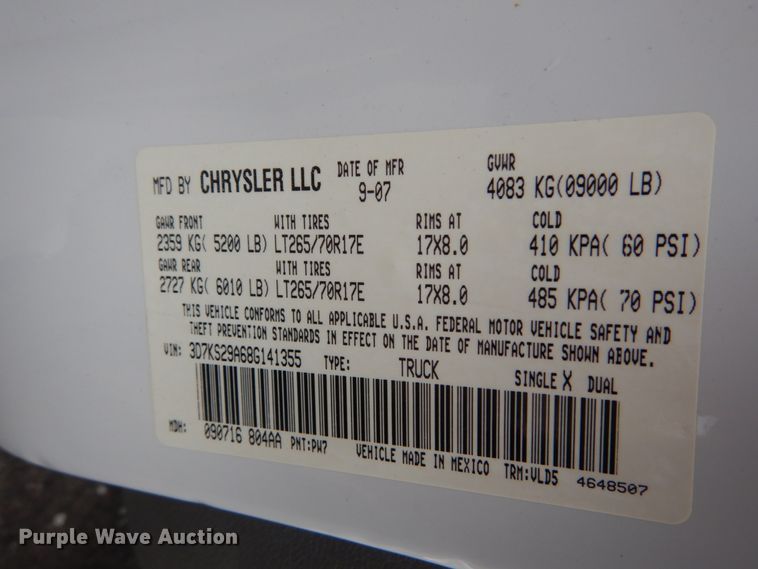 MFD BY CHRYSLER LLC DATE OF MFR 9-07 GVWR 4083 KG(09000 LB)
GAWR FRONT WITH TIRES RIMS AT COLD
2359 KG( 5200 LB) LT265/70R17E 17X8.0 410 KPA( 60 PSI)
GAWR REAR WITH TIRES RIMS AT COLD
2727 KG( 6010 LB) LT265/70R17E 17X8.0 485 KPA( 70 PSI)
THIS VEHICLE CONFORMS TO ALL APPLICABLE U.S.A. FEDERAL MOTOR VEHICLE SAFETY AND
THEFT PREVENTION STANDARDS IN EFFECT ON THE DATE OF MANUFACTURE SHOWN ABOVE.
VIN: 3D7KS29A68G141355 TYPE: TRUCK SINGLE X DUAL
MDH: 090716 804AA PNT:PW7 VEHICLE MADE IN MEXICO TRM:VLD5 4648507
Purple Wave Auction